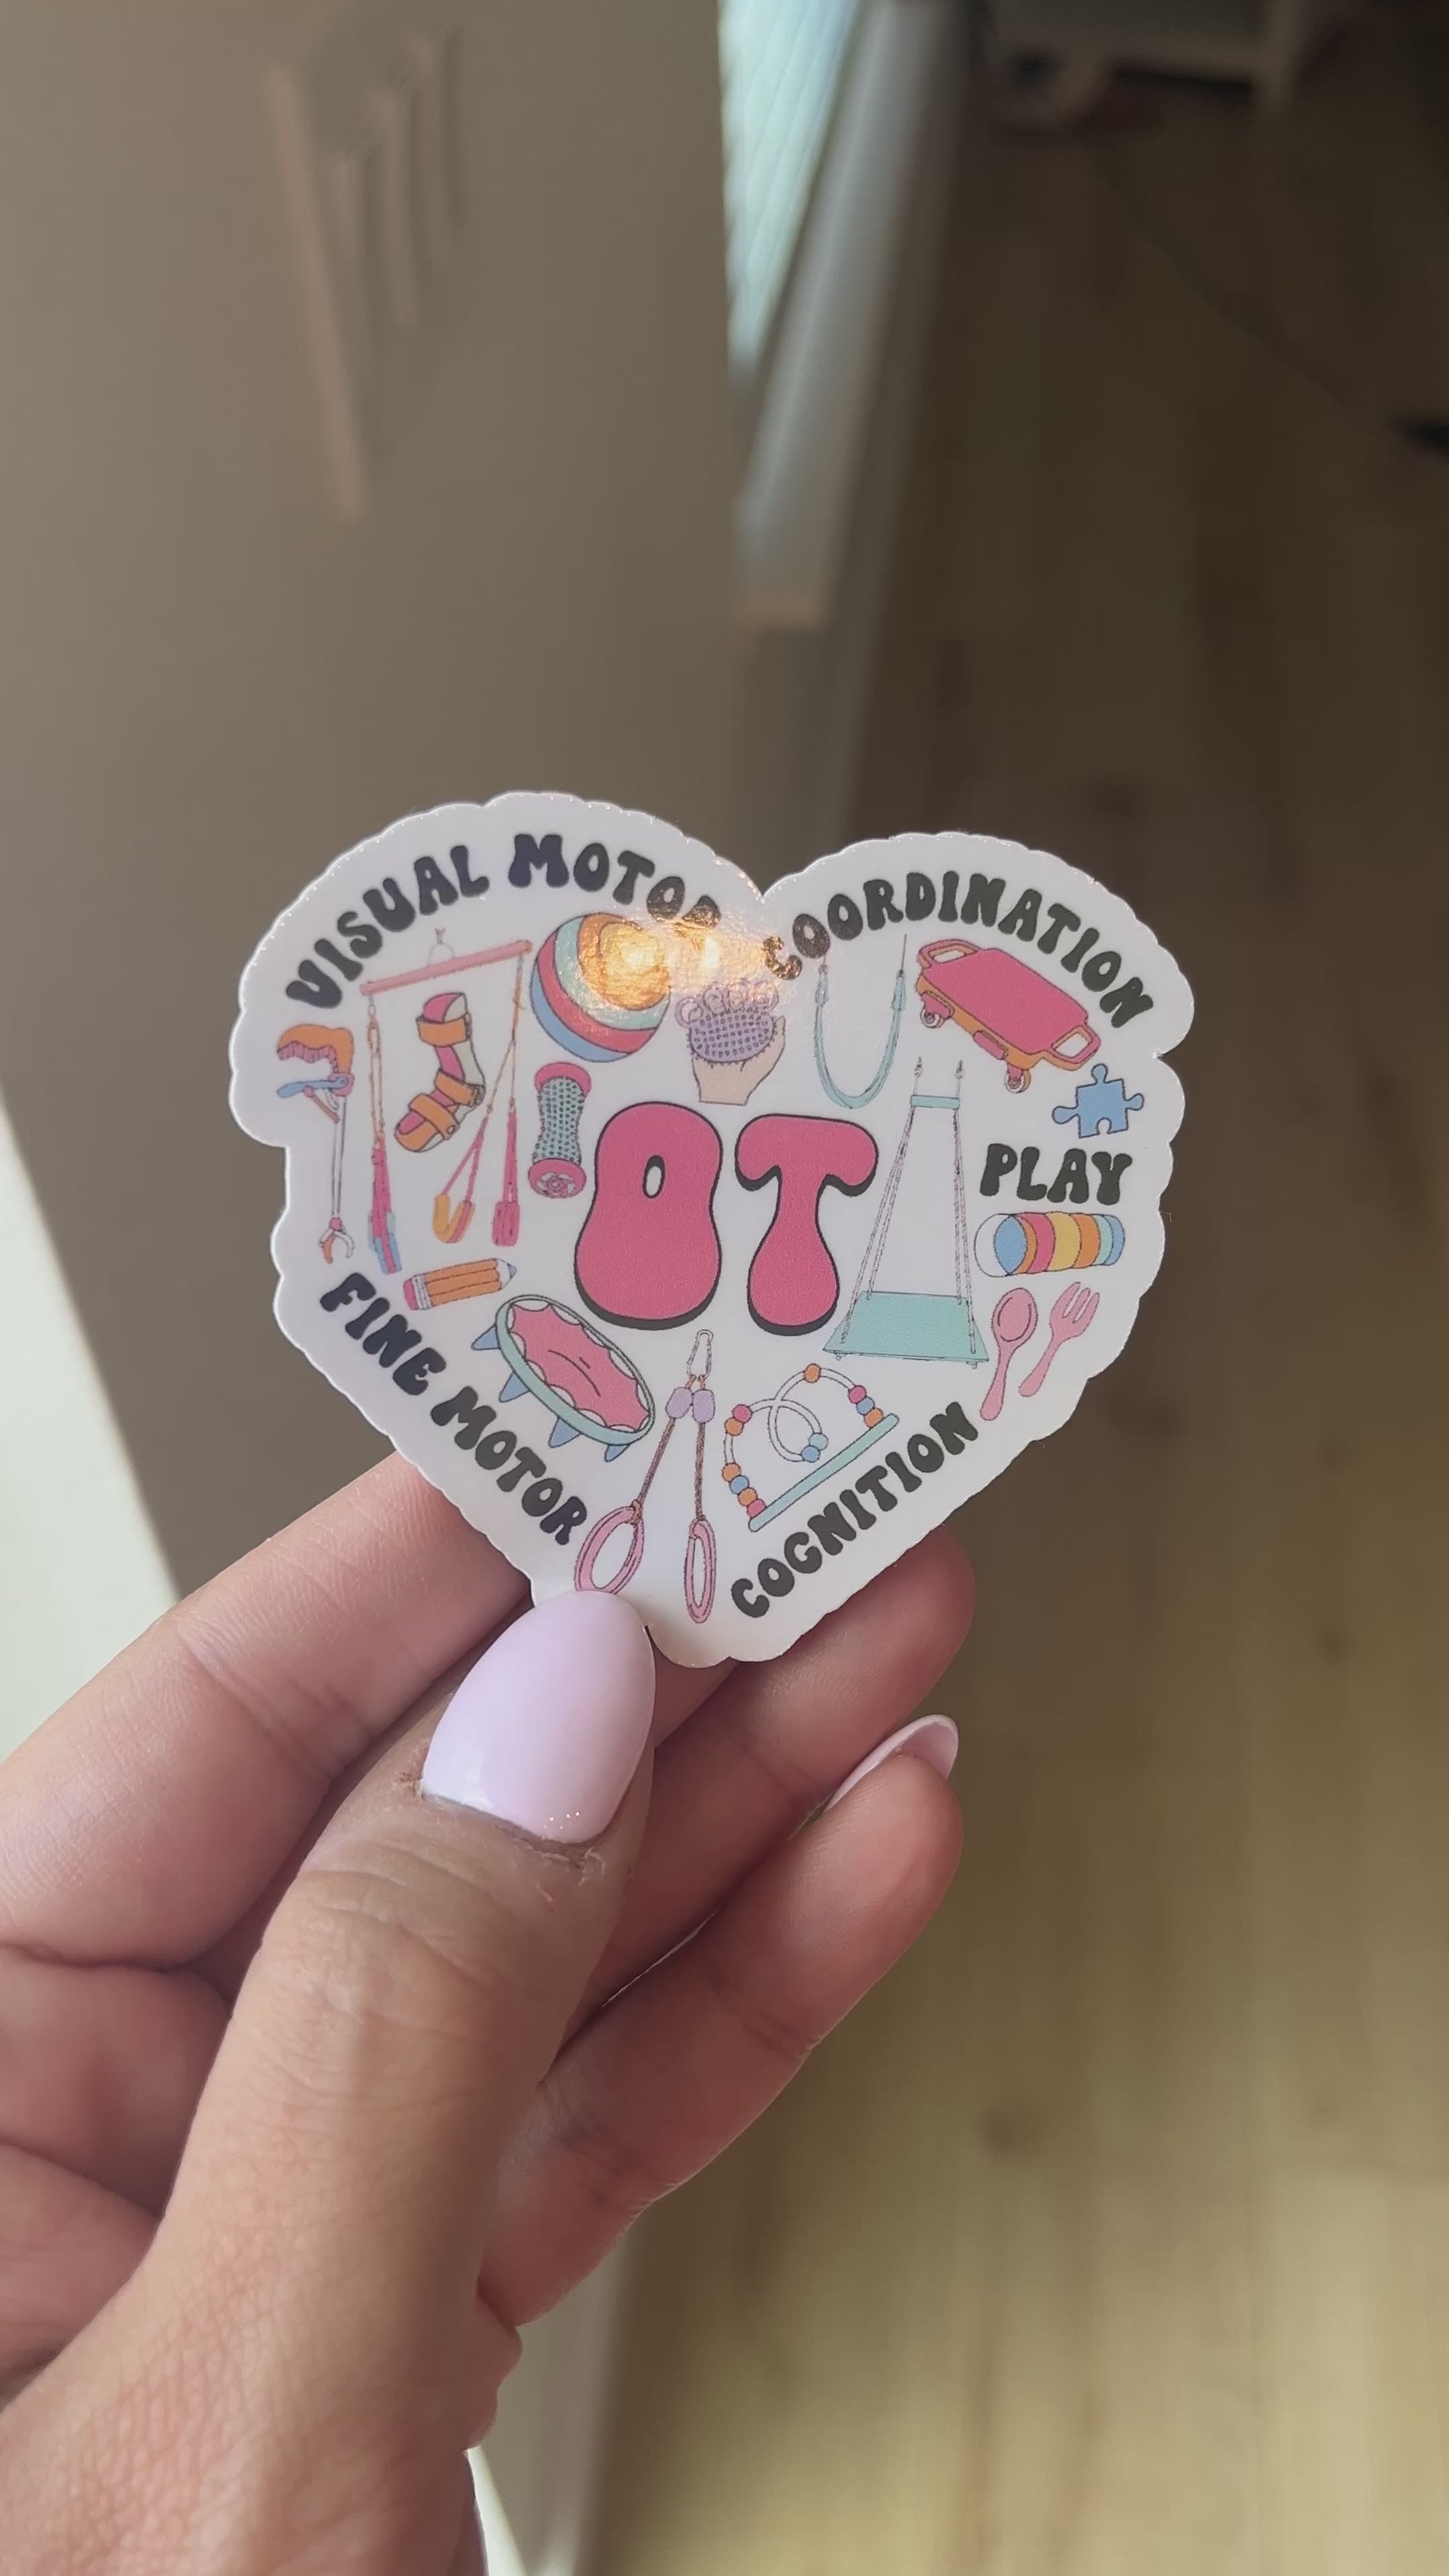 VISUAL MOTOR
COORDINATION
OT
PLAY
FINE MOTOR
COGNITION